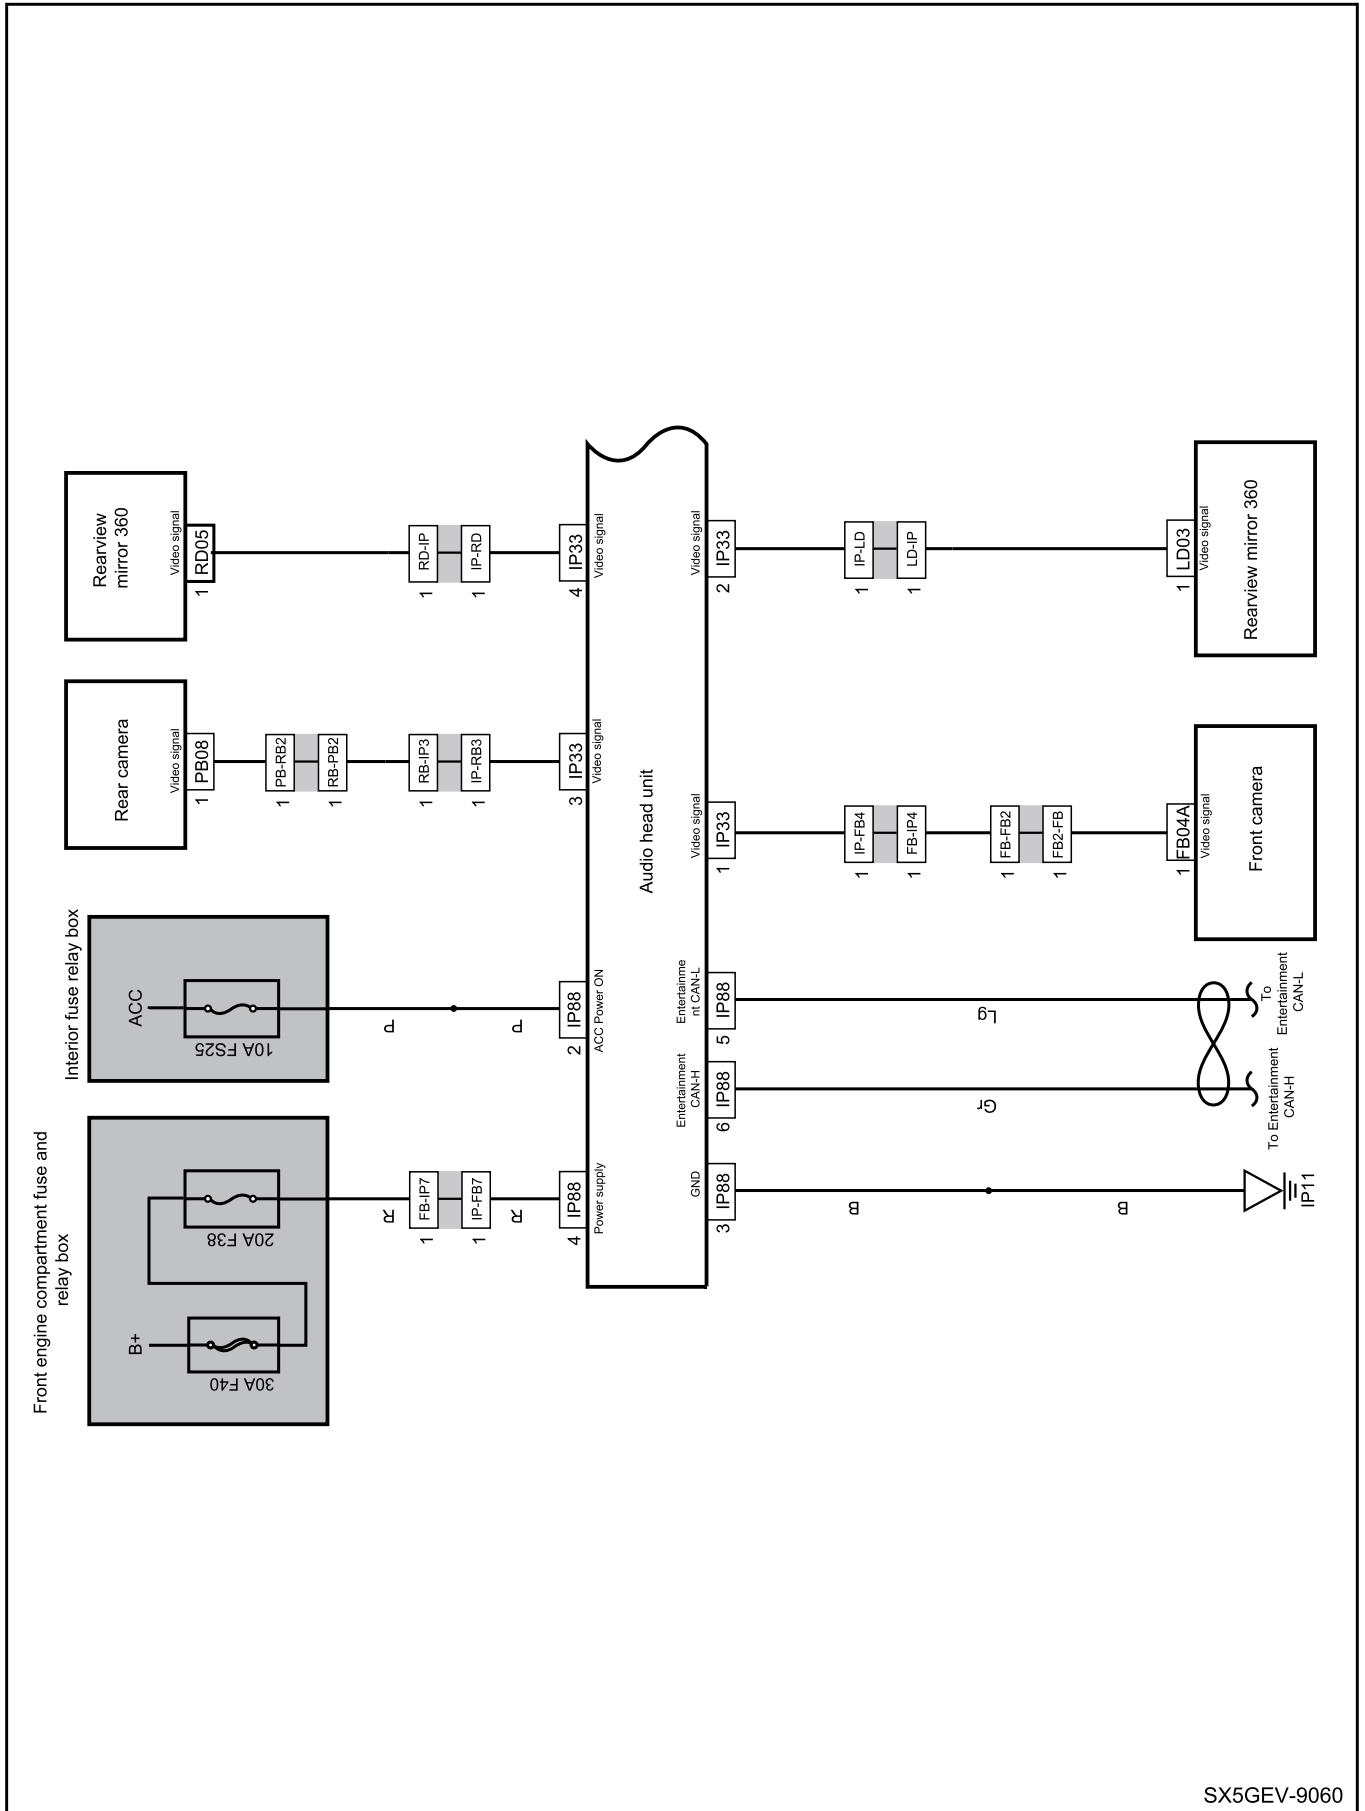 Front engine compartment fuse and
relay box
B+
30A F40
20A F38
R
1
FB-IP7
1
IP-FB7
R
4
IP88
Power supply
Interior fuse relay box
ACC
10A FS25
P
P
2
IP88
ACC Power ON
Rear camera
Video signal
1
PB08
1
PB-RB2
1
RB-PB2
1
RB-IP3
1
IP-RB3
3
IP33
Video signal
Rearview
mirror 360
Video signal
1
RD05
1
RD-IP
1
IP-RD
4
IP33
Video signal
Audio head unit
GND
3
IP88
B
B
IP11
Entertainment
CAN-H
6
IP88
Gr
To Entertainment
CAN-H
Entertainme
nt CAN-L
5
IP88
Lg
To
Entertainment
CAN-L
Video signal
1
IP33
1
IP-FB4
1
FB-IP4
1
FB-FB2
1
FB2-FB
1
FB04A
Video signal
Front camera
Video signal
2
IP33
1
IP-LD
1
LD-IP
1
LD03
Video signal
Rearview mirror 360
SX5GEV-9060